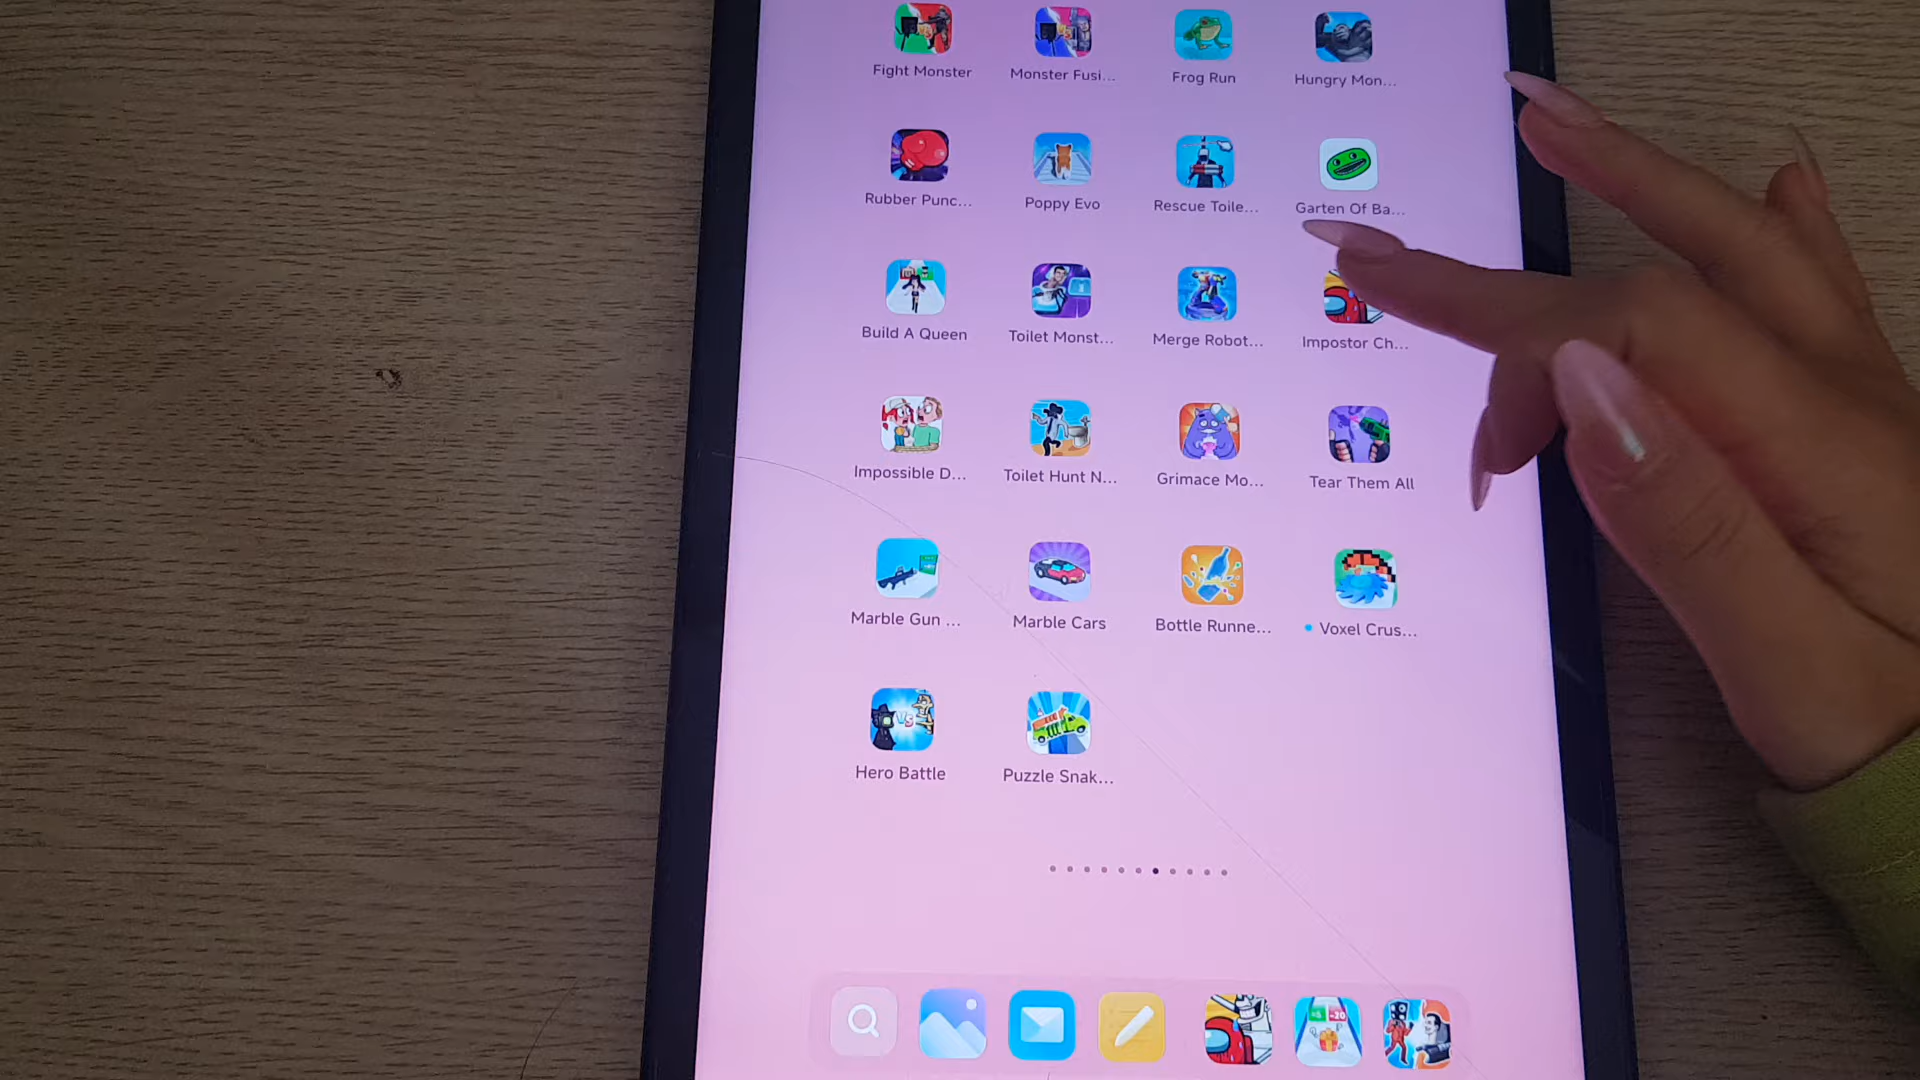 Fight Monster
Monster Fusi...
Frog Run
Hungry Mon...
Rubber Punc...
Poppy Evo
Rescue Toile...
Garten Of Ba...
Build A Queen
Toilet Monst...
Merge Robot...
Impostor Ch...
Impossible D...
Toilet Hunt N...
Grimace Mo...
Tear Them All
Marble Gun ...
Marble Cars
Bottle Runne...
Voxel Crus...
VS
Hero Battle
Puzzle Snak...
-20